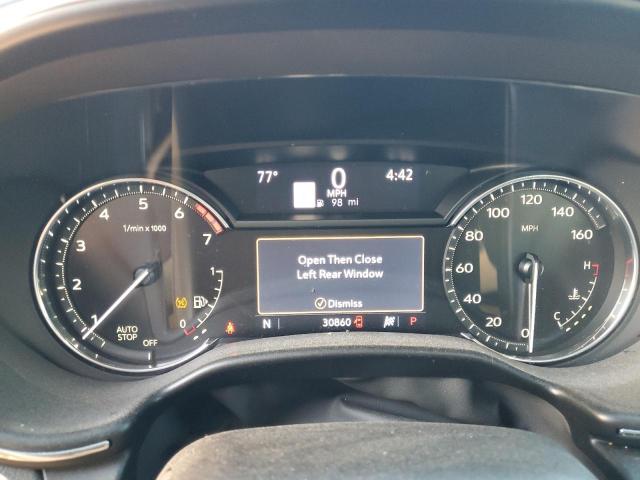 77° 0 4:42
MPH
98 mi
1 2 3 4 5 6 7
1/min x 1000
1
0
AUTO
STOP
OFF
Open Then Close
Left Rear Window
Dismiss
N 30860 P
0 20 40 60 80 100 120 140 160
MPH
H
C